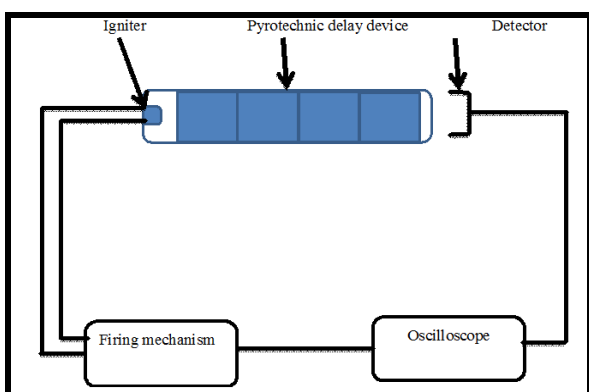 Igniter
Pyrotechnic delay device
Detector
Firing mechanism
Oscilloscope